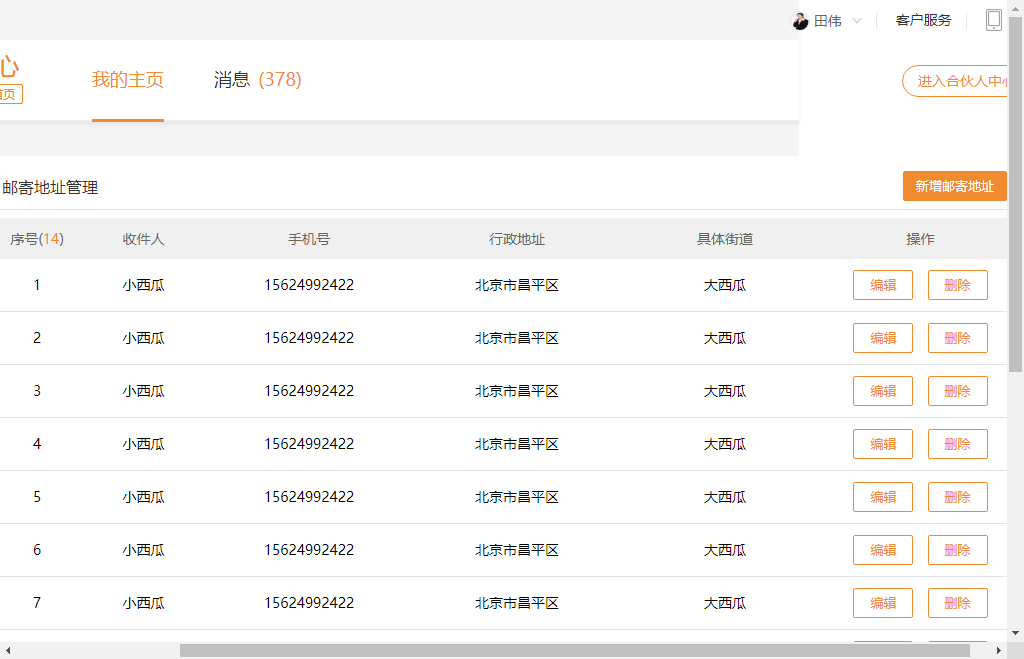 田伟 客户服务
心
首页 我的主页 消息 (378) 进入合伙人中心
邮寄地址管理 新增邮寄地址
序号(14) 收件人 手机号 行政地址 具体街道 操作
1 小西瓜 15624992422 北京市昌平区 大西瓜 编辑 删除
2 小西瓜 15624992422 北京市昌平区 大西瓜 编辑 删除
3 小西瓜 15624992422 北京市昌平区 大西瓜 编辑 删除
4 小西瓜 15624992422 北京市昌平区 大西瓜 编辑 删除
5 小西瓜 15624992422 北京市昌平区 大西瓜 编辑 删除
6 小西瓜 15624992422 北京市昌平区 大西瓜 编辑 删除
7 小西瓜 15624992422 北京市昌平区 大西瓜 编辑 删除